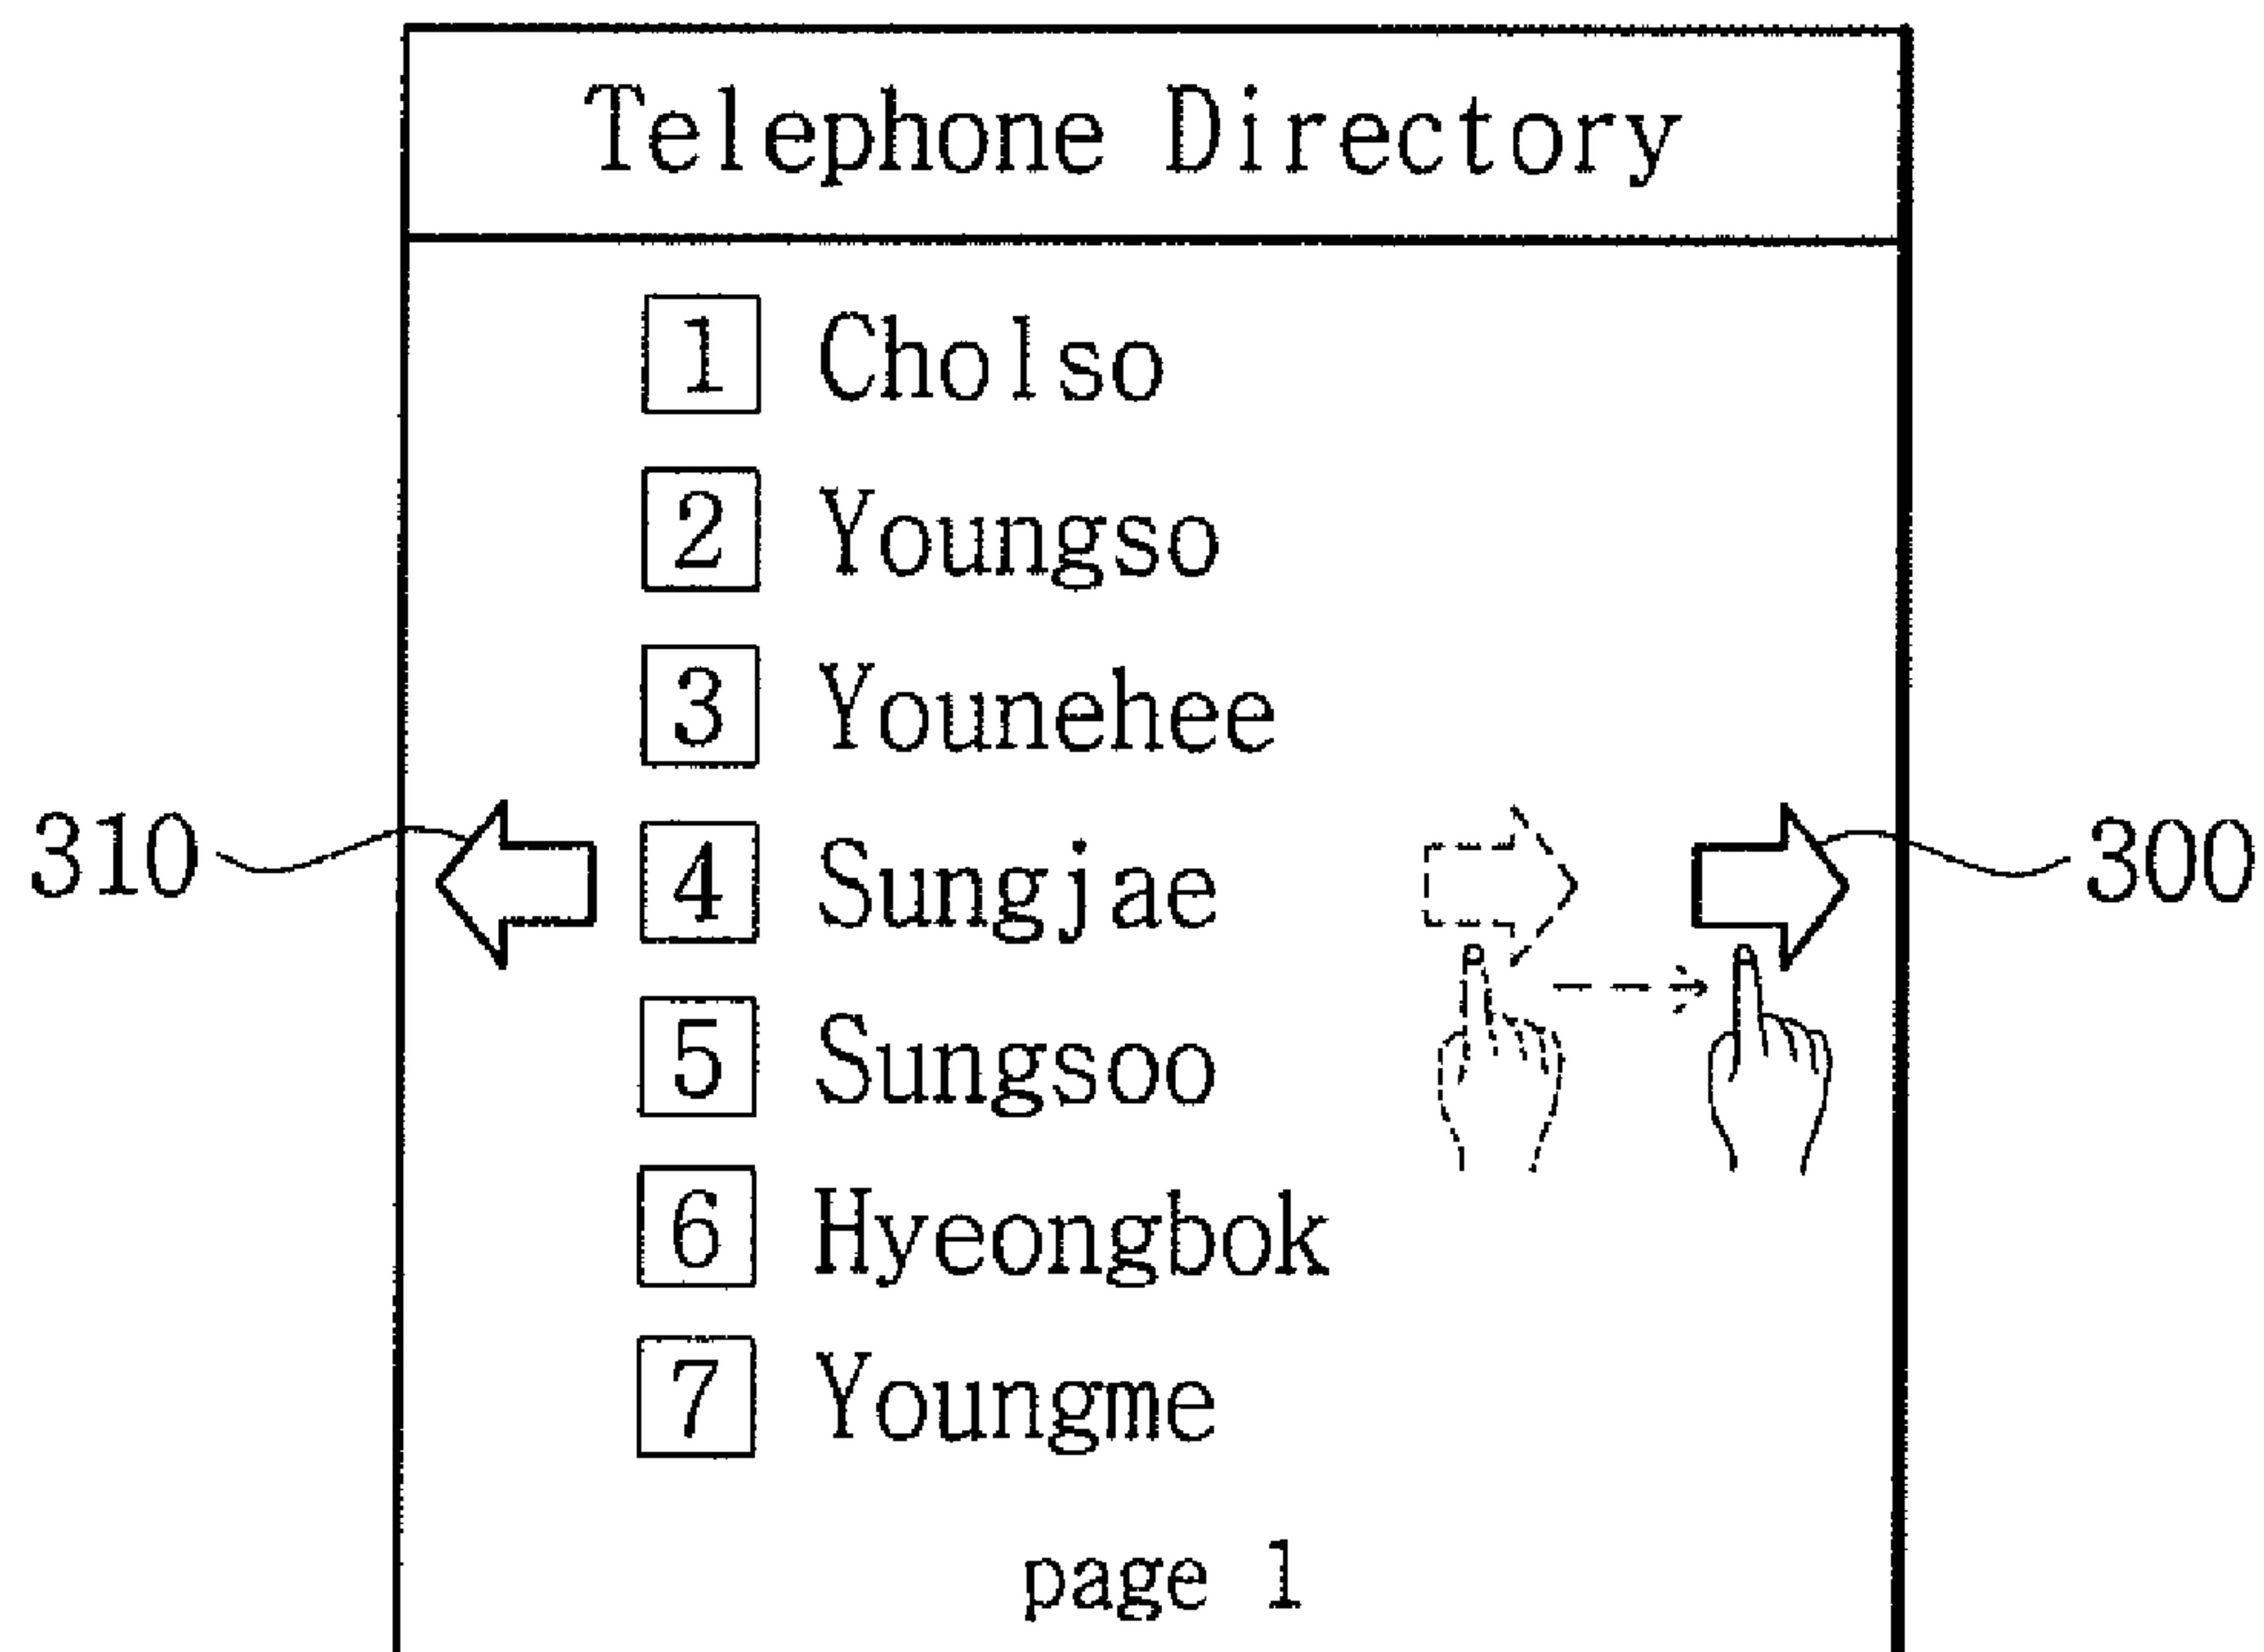 Telephone Directory
1 Cholso
2 Youngso
3 Younehee
310
4 Sungjae
300
5 Sungsoo
6 Hyeongbok
7 Youngme
page 1